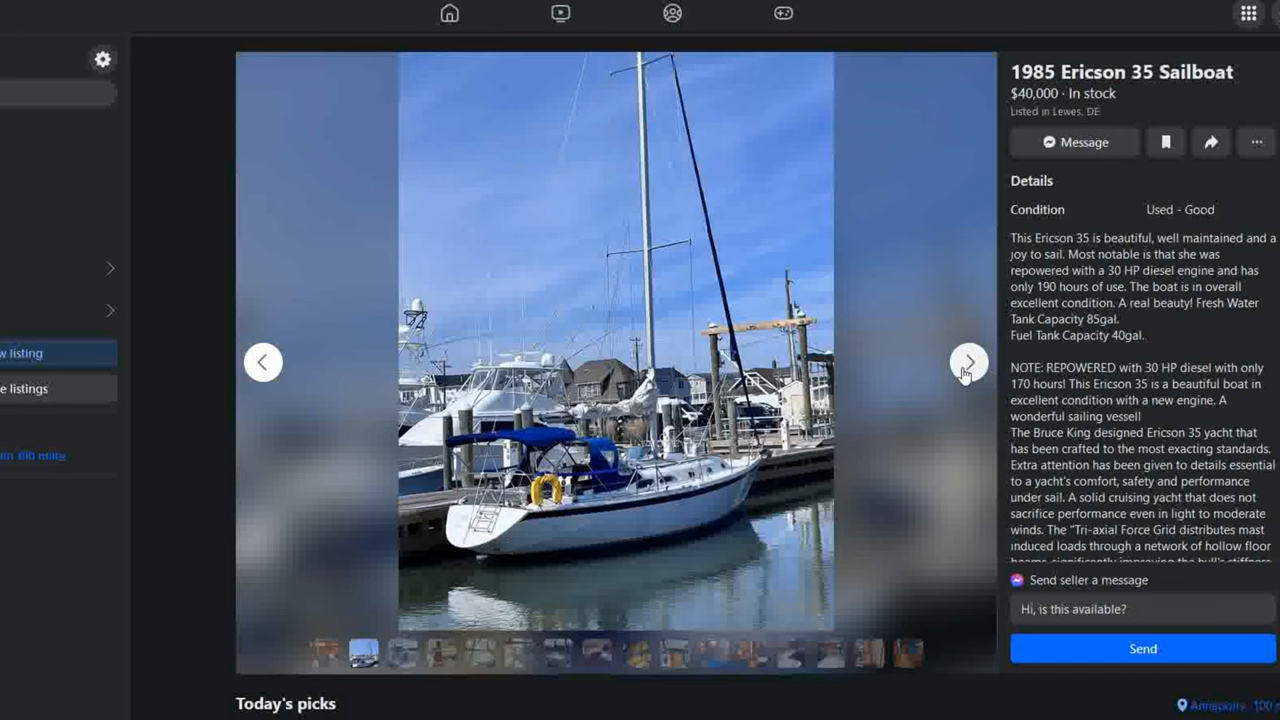 1985 Ericson 35 Sailboat
$40,000 · In stock
Listed in Lewes, DE
Message
Details
Condition Used - Good
This Ericson 35 is beautiful, well maintained and a
joy to sail. Most notable is that she was
repowered with a 30 HP diesel engine and has
only 190 hours of use. The boat is in overall
excellent condition. A real beauty! Fresh Water
Tank Capacity 85gal.
Fuel Tank Capacity 40gal.
NOTE: REPOWERED with 30 HP diesel with only
170 hours! This Ericson 35 is a beautiful boat in
excellent condition with a new engine. A
wonderful sailing vessel!
The Bruce King designed Ericson 35 yacht that
has been crafted to the most exacting standards.
Extra attention has been given to details essential
to a yacht's comfort, safety and performance
under sail. A solid cruising yacht that does not
sacrifice performance even in light to moderate
winds. The "Tri-axial Force Grid distributes mast
induced loads through a network of hollow floor
beams, significantly improving the hull's stiffness
Send seller a message
Hi, is this available?
Send
w listing
e listings
Today's picks
Annapolis · 100